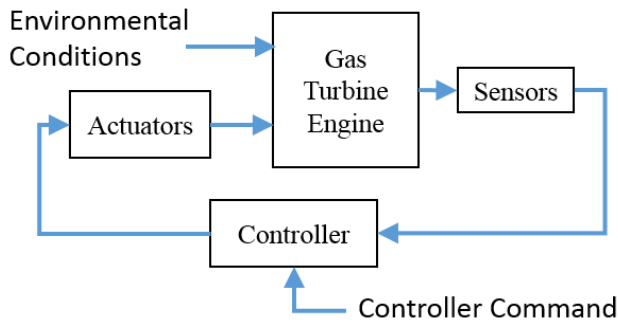 Environmental
Conditions
Gas
Turbine
Engine
Sensors
Actuators
Controller
Controller Command